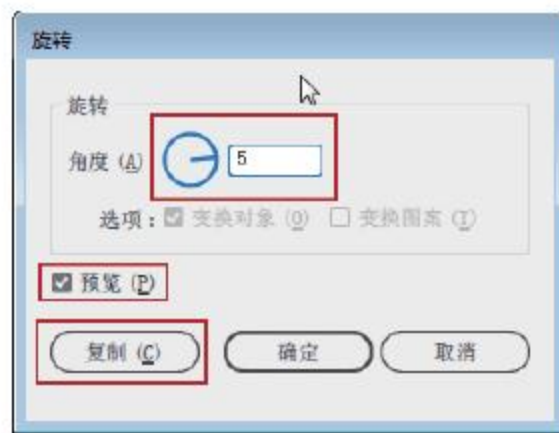 旋转
旋转
角度 (A) 5
选项: 变换对象 (O) 变换图案 (T)
预览 (P)
复制 (C) 确定 取消